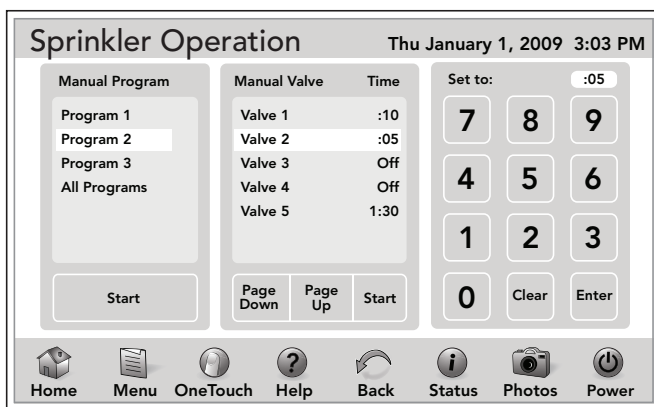 Sprinkler Operation
Thu January 1, 2009 3:03 PM
Manual Program
Program 1
Program 2
Program 3
All Programs
Start
Manual Valve Time
Valve 1 :10
Valve 2 :05
Valve 3 Off
Valve 4 Off
Valve 5 1:30
Page Down
Page Up
Start
Set to: :05
7 8 9
4 5 6
1 2 3
0 Clear Enter
Home Menu OneTouch Help Back Status Photos Power